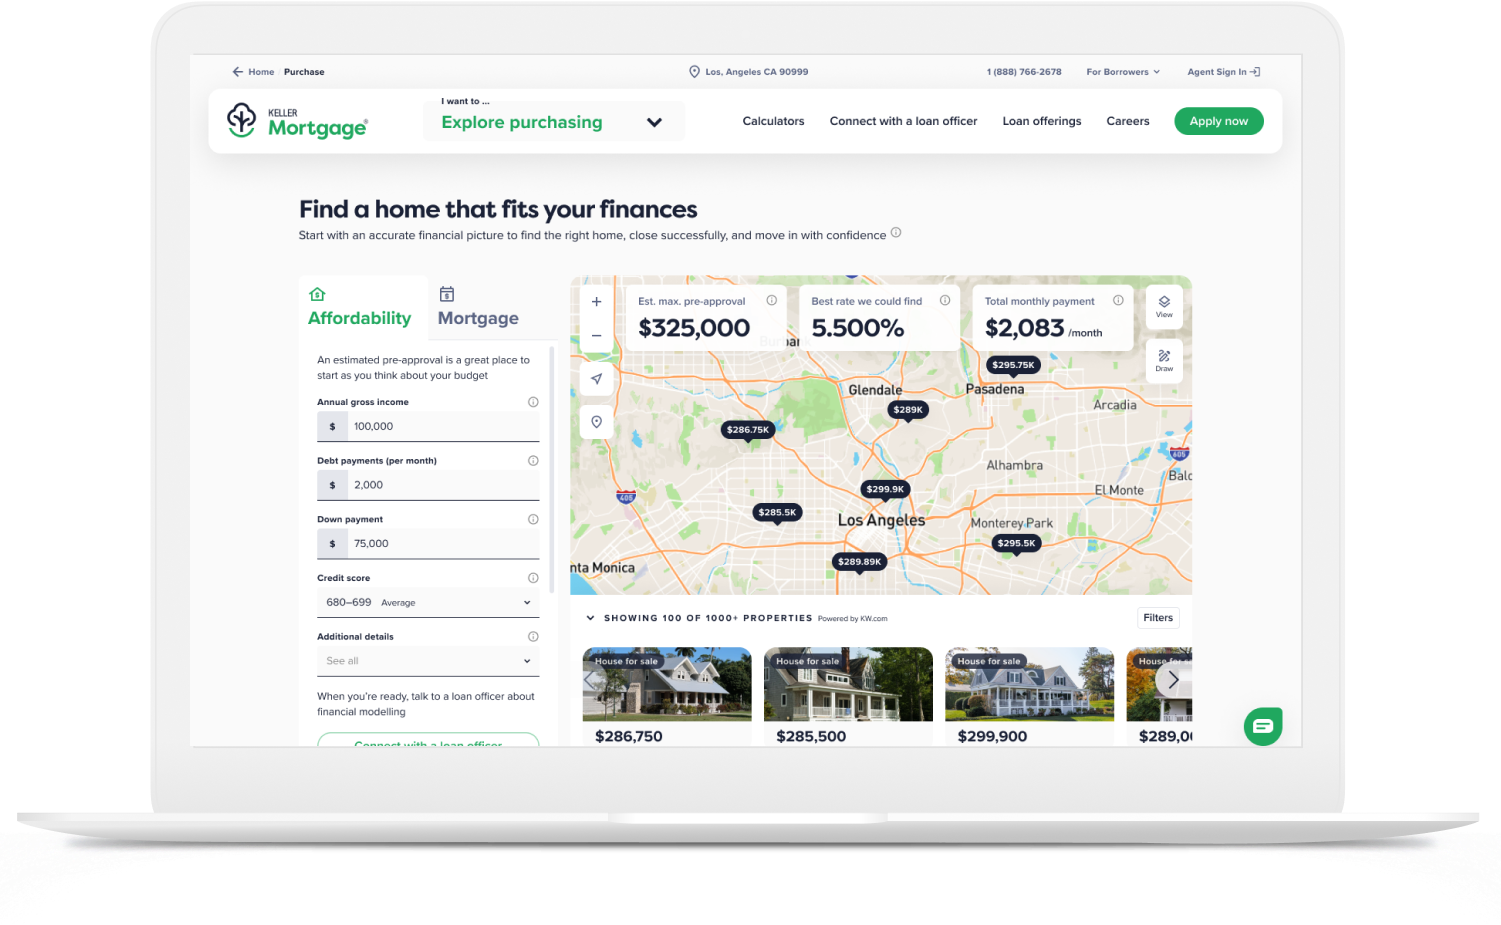 Home
Purchase
Los, Angeles CA 90999
1 (888) 766-2678
For Borrowers
Agent Sign In
KELLER
Mortgage®
I want to ...
Explore purchasing
Calculators
Connect with a loan officer
Loan offerings
Careers
Apply now
Find a home that fits your finances
Start with an accurate financial picture to find the right home, close successfully, and move in with confidence
Affordability
Mortgage
An estimated pre-approval is a great place to
start as you think about your budget
Annual gross income
$ 100,000
Debt payments (per month)
$ 2,000
Down payment
$ 75,000
Credit score
680–699 Average
Additional details
See all
When you're ready, talk to a loan officer about
financial modelling
Connect with a loan officer
Est. max. pre-approval
$325,000
Best rate we could find
5.500%
Total monthly payment
$2,083 /month
View
Draw
Burbank
$295.75K
Glendale
Pasadena
$289K
Arcadia
$286.75K
605
Alhambra
Bald
El Monte
$299.9K
405
$285.5K
Los Angeles
Monterey Park
$295.5K
$289.89K
nta Monica
SHOWING 100 OF 1000+ PROPERTIES Powered by KW.com
Filters
House for sale
House for sale
House for sale
House for sa
$286,750
$285,500
$299,900
$289,00